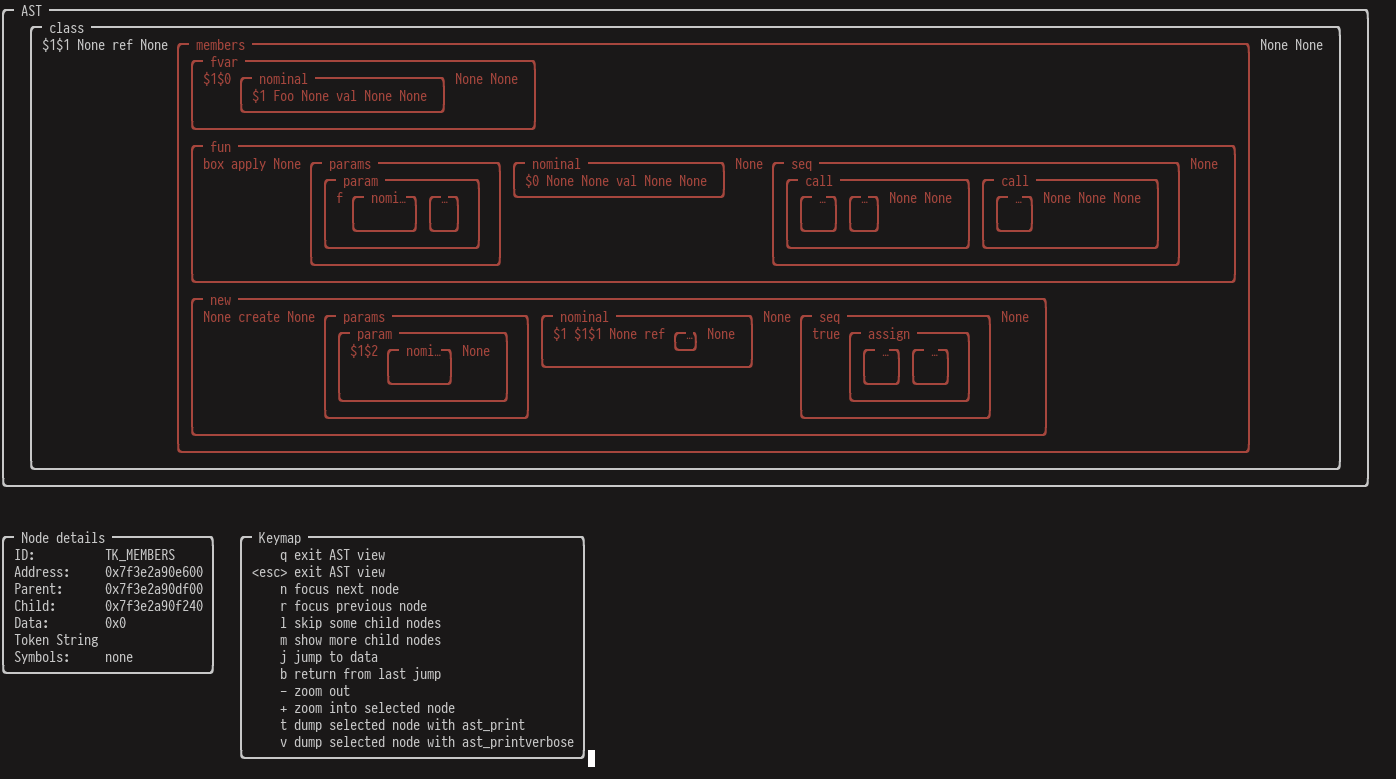 AST
class
$1$1 None ref None members None None
fvar
$1$0 nominal None None
$1 Foo None val None None
fun
box apply None params nominal None seq None
param $0 None None val None None call call
f nomi… … … … None None … None None None
new
None create None params nominal None seq None
param $1 $1$1 None ref … None true assign
$1$2 nomi… None … …
Node details Keymap
ID: TK_MEMBERS q exit AST view
Address: 0x7f3e2a90e600 <esc> exit AST view
Parent: 0x7f3e2a90df00 n focus next node
Child: 0x7f3e2a90f240 r focus previous node
Data: 0x0 l skip some child nodes
Token String m show more child nodes
Symbols: none j jump to data
b return from last jump
− zoom out
+ zoom into selected node
t dump selected node with ast_print
v dump selected node with ast_printverbose